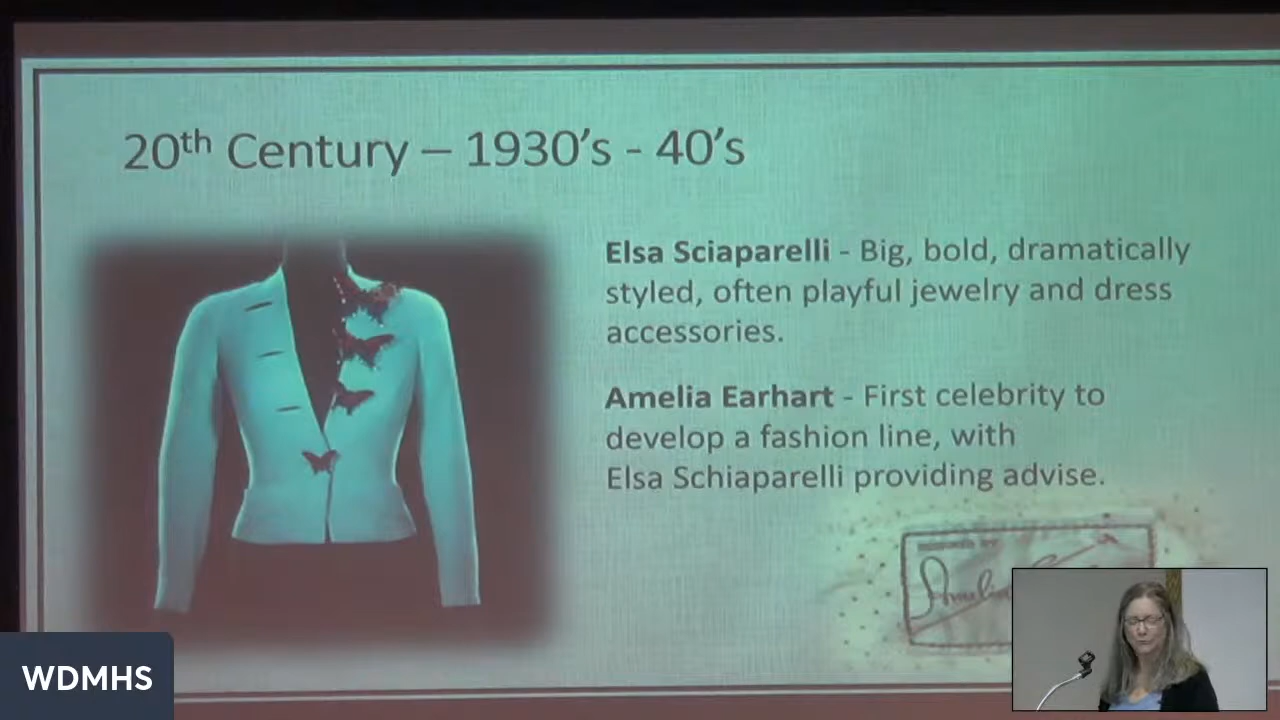 20th Century – 1930's - 40's
Elsa Sciaparelli - Big, bold, dramatically
styled, often playful jewelry and dress
accessories.
Amelia Earhart - First celebrity to
develop a fashion line, with
Elsa Schiaparelli providing advise.
Amelia
WDMHS